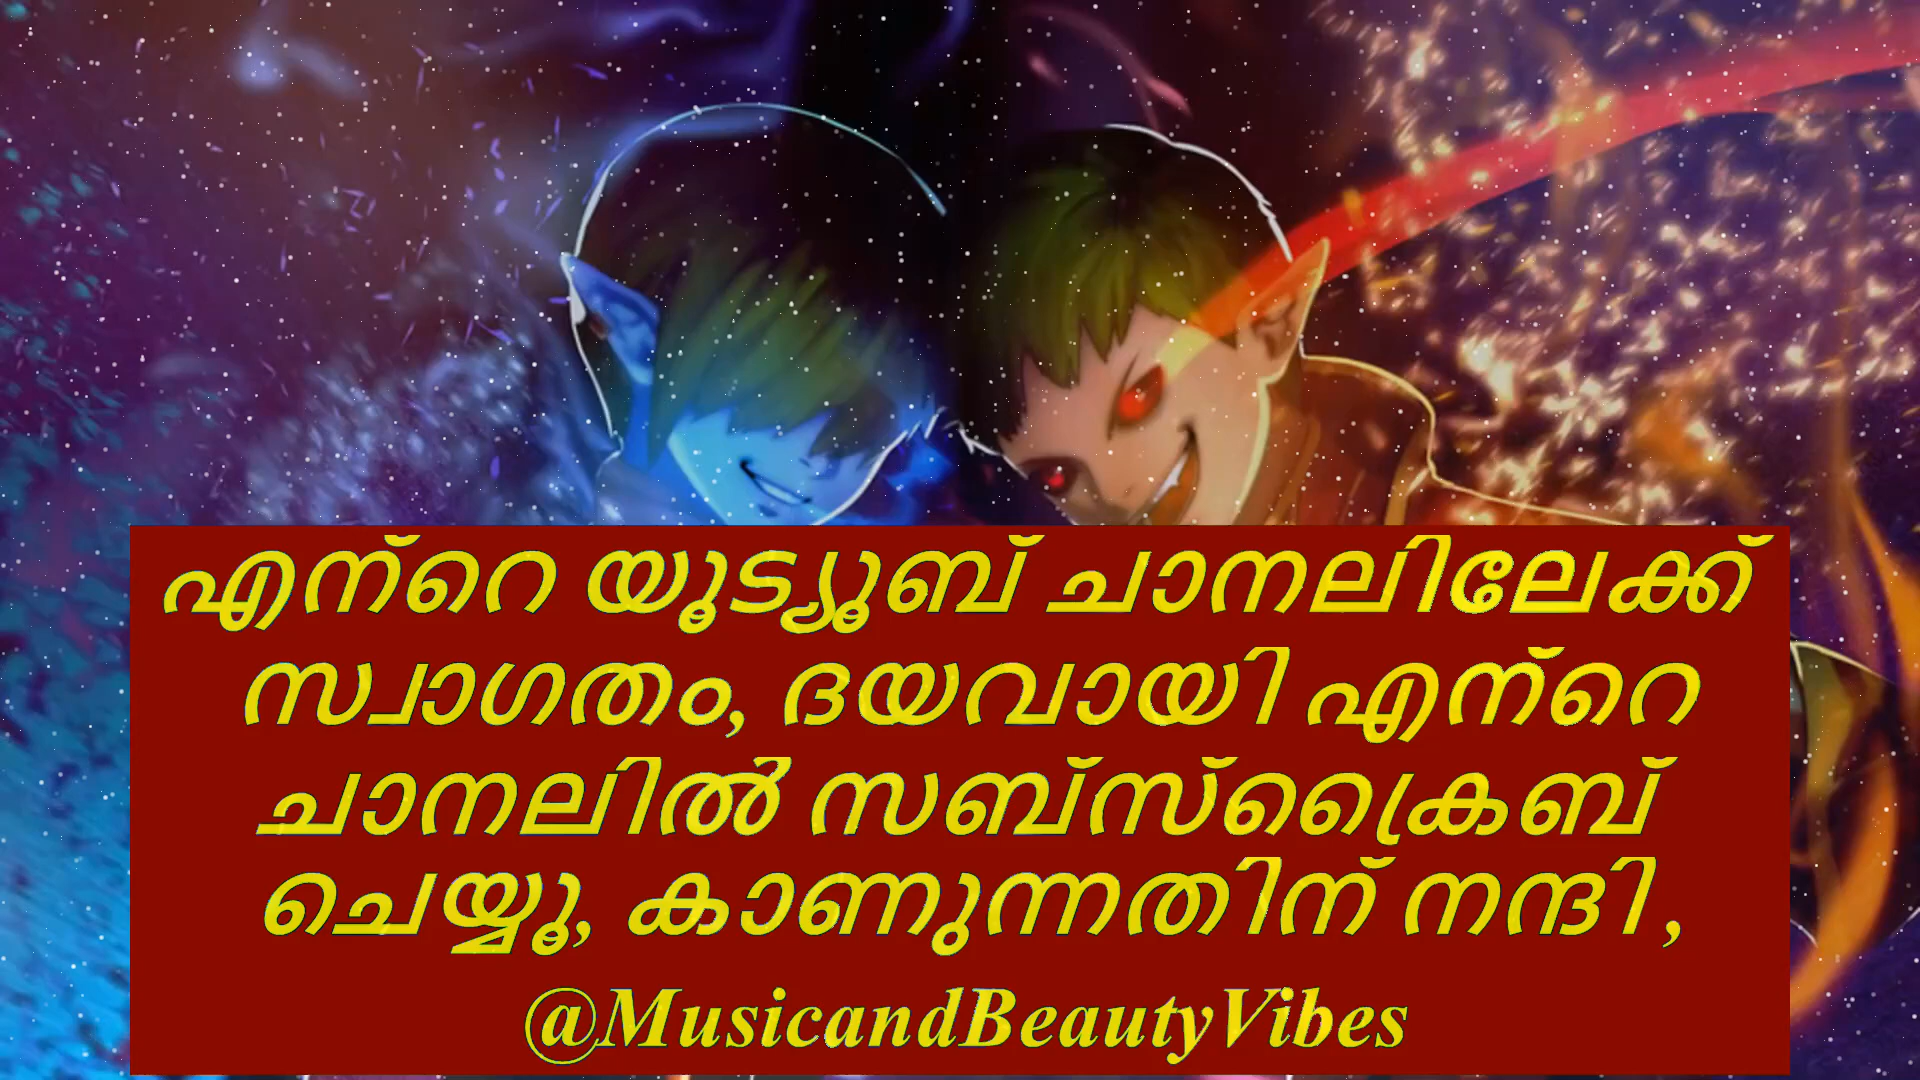 എന്റെ യൂട്യൂബ് ചാനലിലേക്ക്
സ്വാഗതം, ദയവായി എന്റെ
ചാനലിൽ സബ്സ്ക്രൈബ്
ചെയ്യൂ, കാണുന്നതിന് നന്ദി ,
@MusicandBeautyVibes